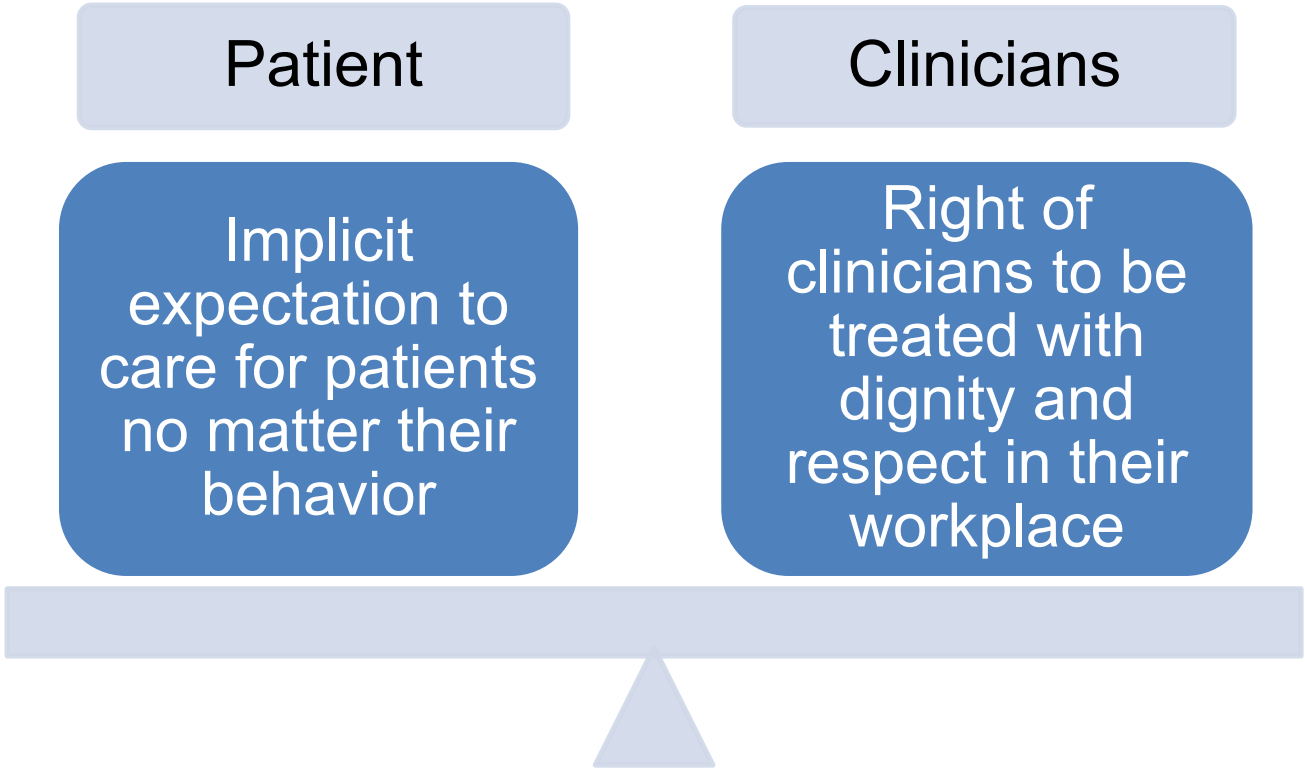 Patient
Implicit
expectation to
care for patients
no matter their
behavior
Clinicians
Right of
clinicians to be
treated with
dignity and
respect in their
workplace